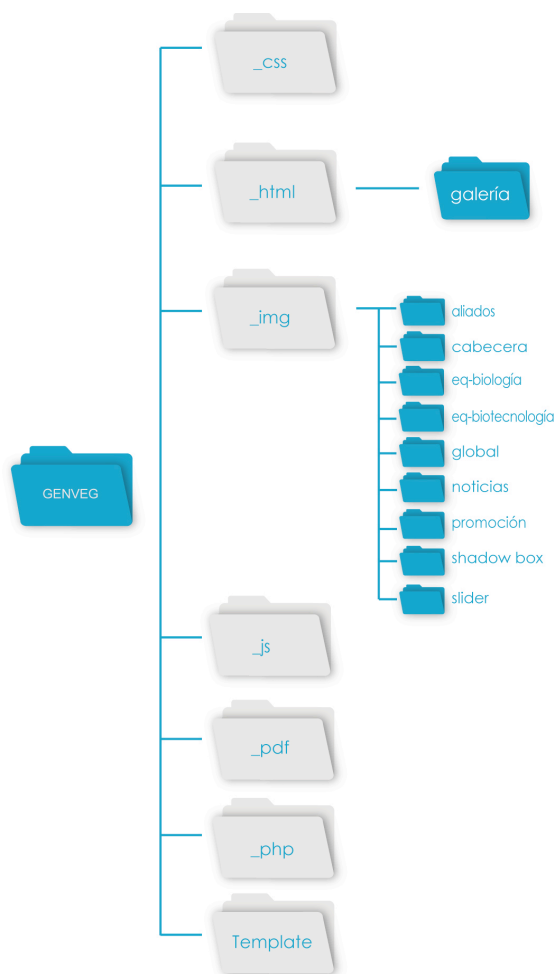 _css
_html
galería
_img
aliados
cabecera
eq-biología
eq-biotecnología
global
noticias
promoción
shadow box
slider
GENVEG
_js
_pdf
_php
Template